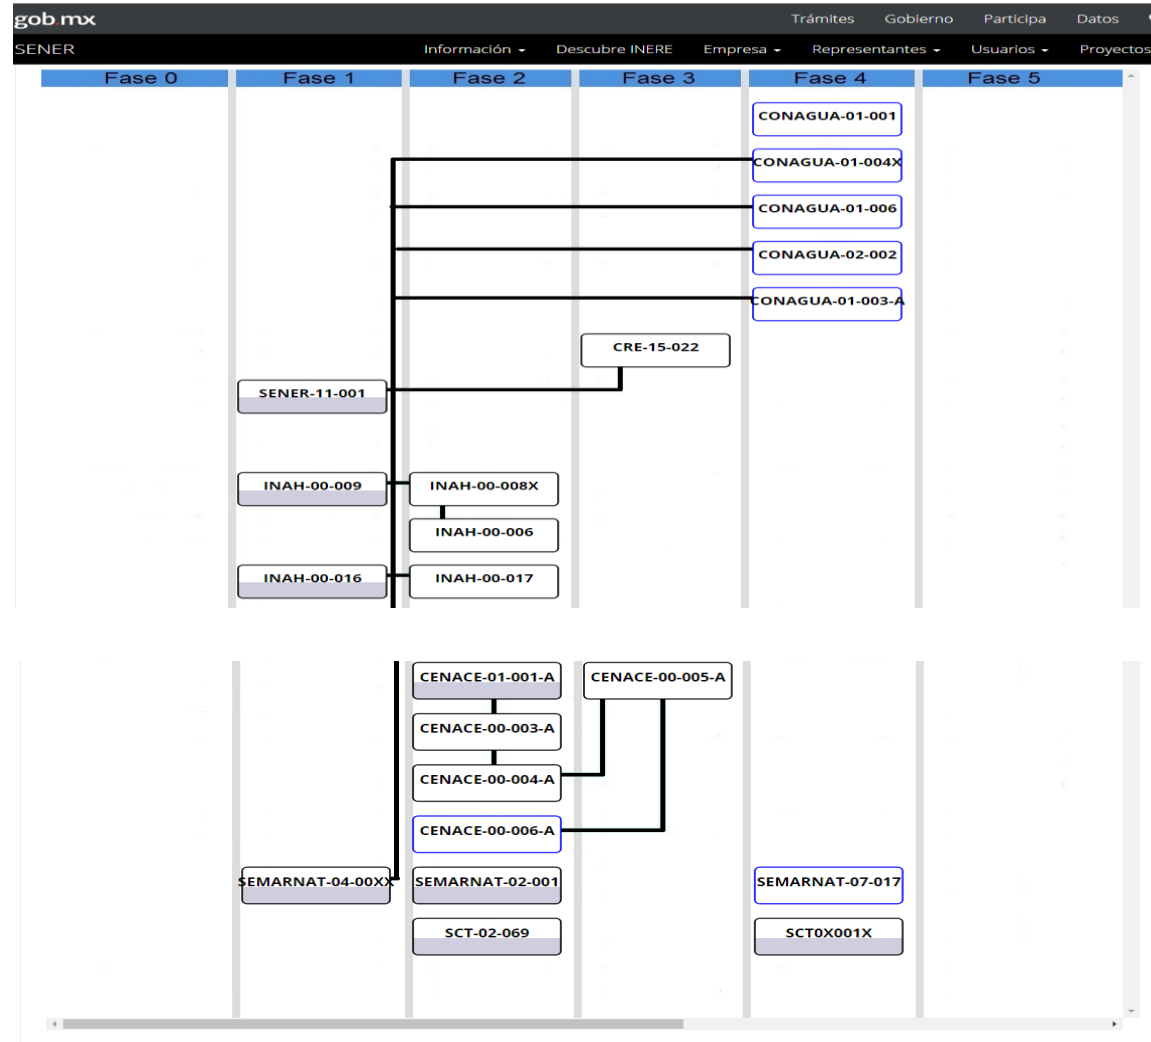 gob.mx Trámites Gobierno Participa Datos
SENER Información Descubre INERE Empresa Representantes Usuarios Proyectos
Fase 0 Fase 1 Fase 2 Fase 3 Fase 4 Fase 5
CONAGUA-01-001
CONAGUA-01-004X
CONAGUA-01-006
CONAGUA-02-002
CONAGUA-01-003-A
CRE-15-022
SENER-11-001
INAH-00-009 INAH-00-008X
INAH-00-006
INAH-00-016 INAH-00-017
CENACE-01-001-A CENACE-00-005-A
CENACE-00-003-A
CENACE-00-004-A
CENACE-00-006-A
SEMARNAT-04-00XX SEMARNAT-02-001 SEMARNAT-07-017
SCT-02-069 SCT0X001X